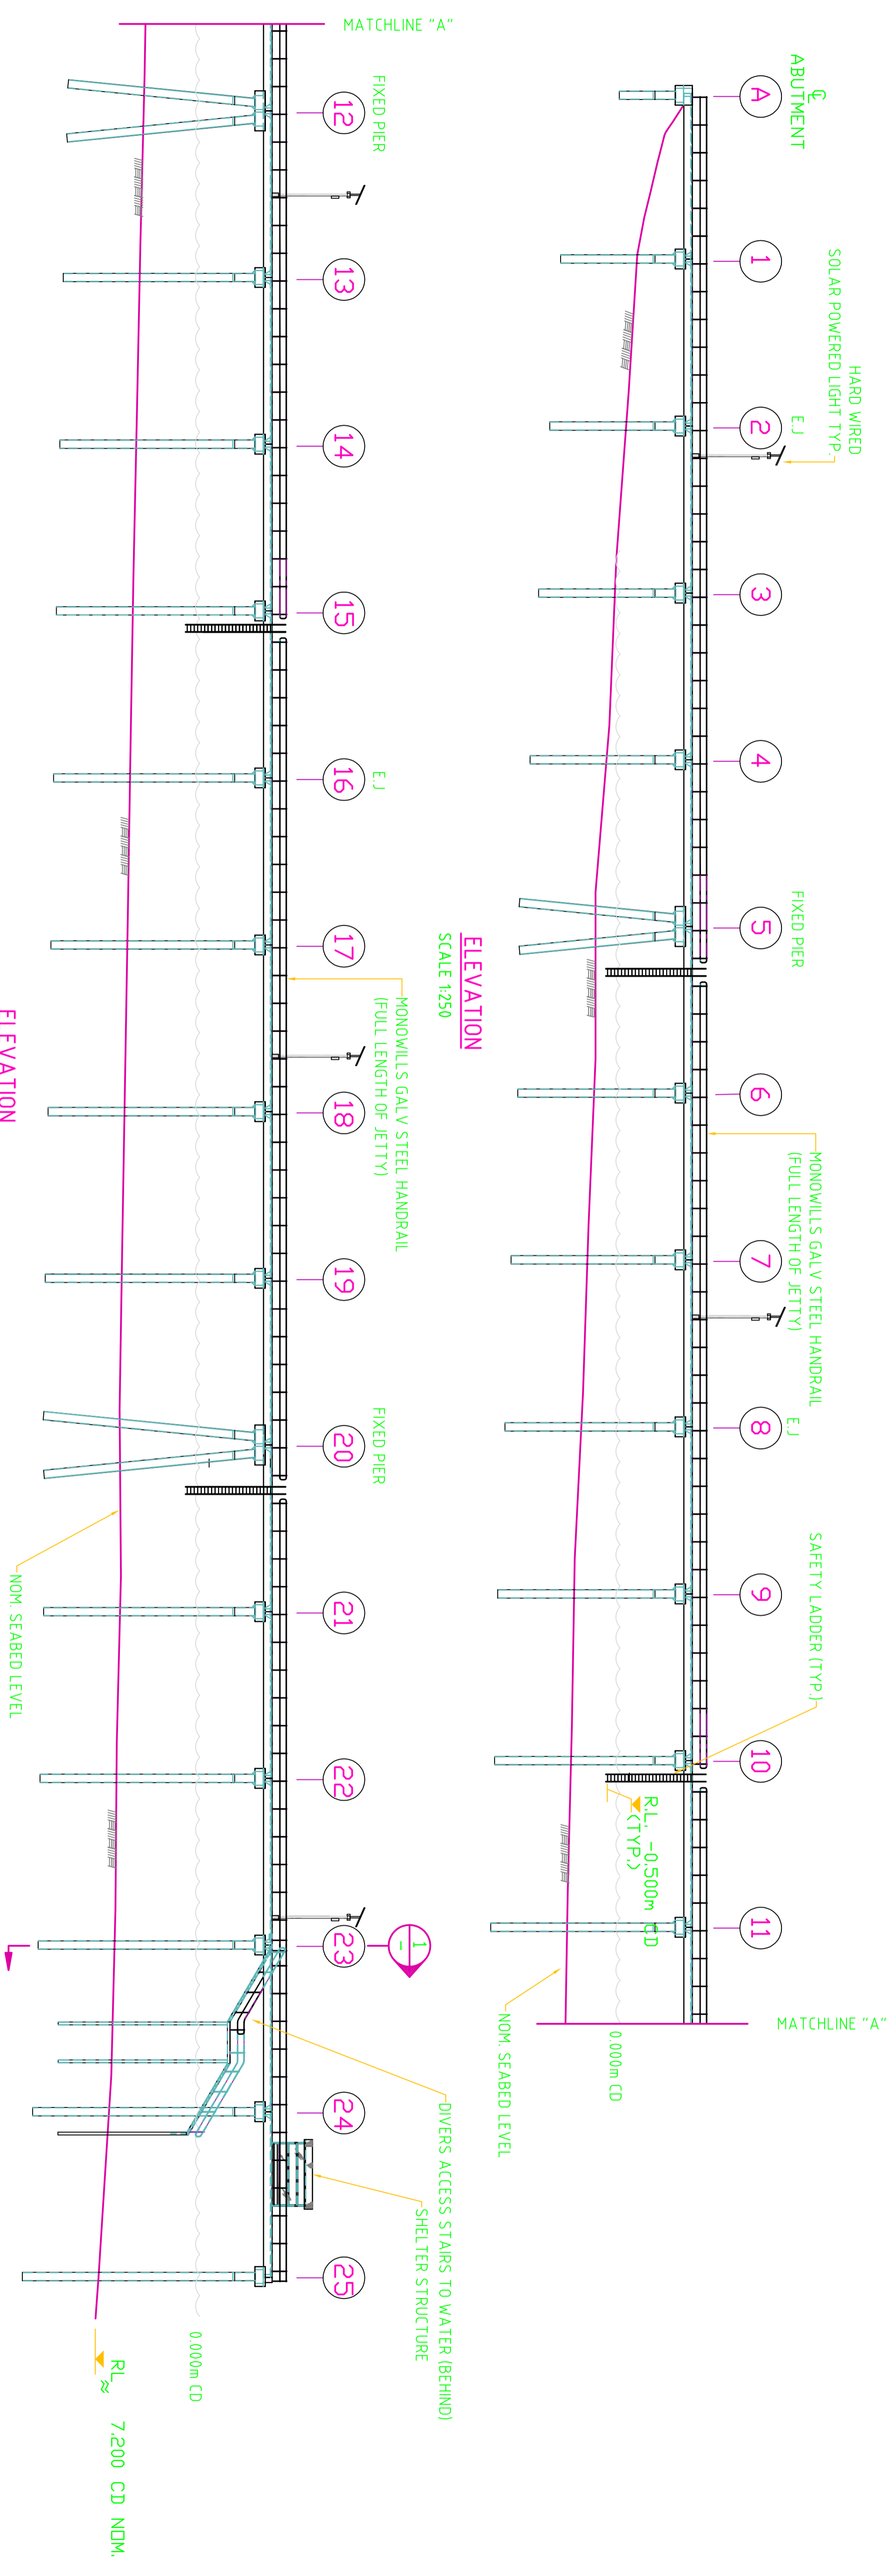 ℄
ABUTMENT
A
1
HARD WIRED
SOLAR POWERED LIGHT TYP.
E.J
2
3
4
FIXED PIER
5
6
MONOWILLS GALV STEEL HANDRAIL
(FULL LENGTH OF JETTY)
7
E.J
8
SAFETY LADDER (TYP.)
9
10
R.L. -0.500m CD
(TYP.)
11
NOM. SEABED LEVEL
0.000m CD
MATCHLINE "A"
ELEVATION
SCALE 1:250
MATCHLINE "A"
FIXED PIER
12
13
14
15
E.J
16
17
MONOWILLS GALV STEEL HANDRAIL
(FULL LENGTH OF JETTY)
18
19
FIXED PIER
20
NOM. SEABED LEVEL
21
22
23
1
-
24
DIVERS ACCESS STAIRS TO WATER (BEHIND)
SHELTER STRUCTURE
25
0.000m CD
RL ≈ 7.200 CD NOM.
ELEVATION